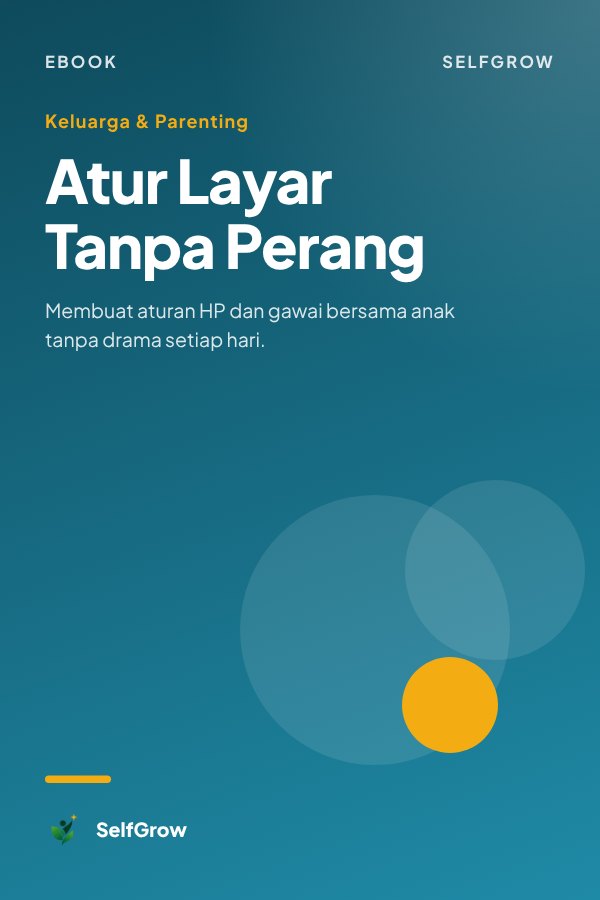 EBOOK
SELFGROW
Keluarga & Parenting
Atur Layar
Tanpa Perang
Membuat aturan HP dan gawai bersama anak
tanpa drama setiap hari.
SelfGrow